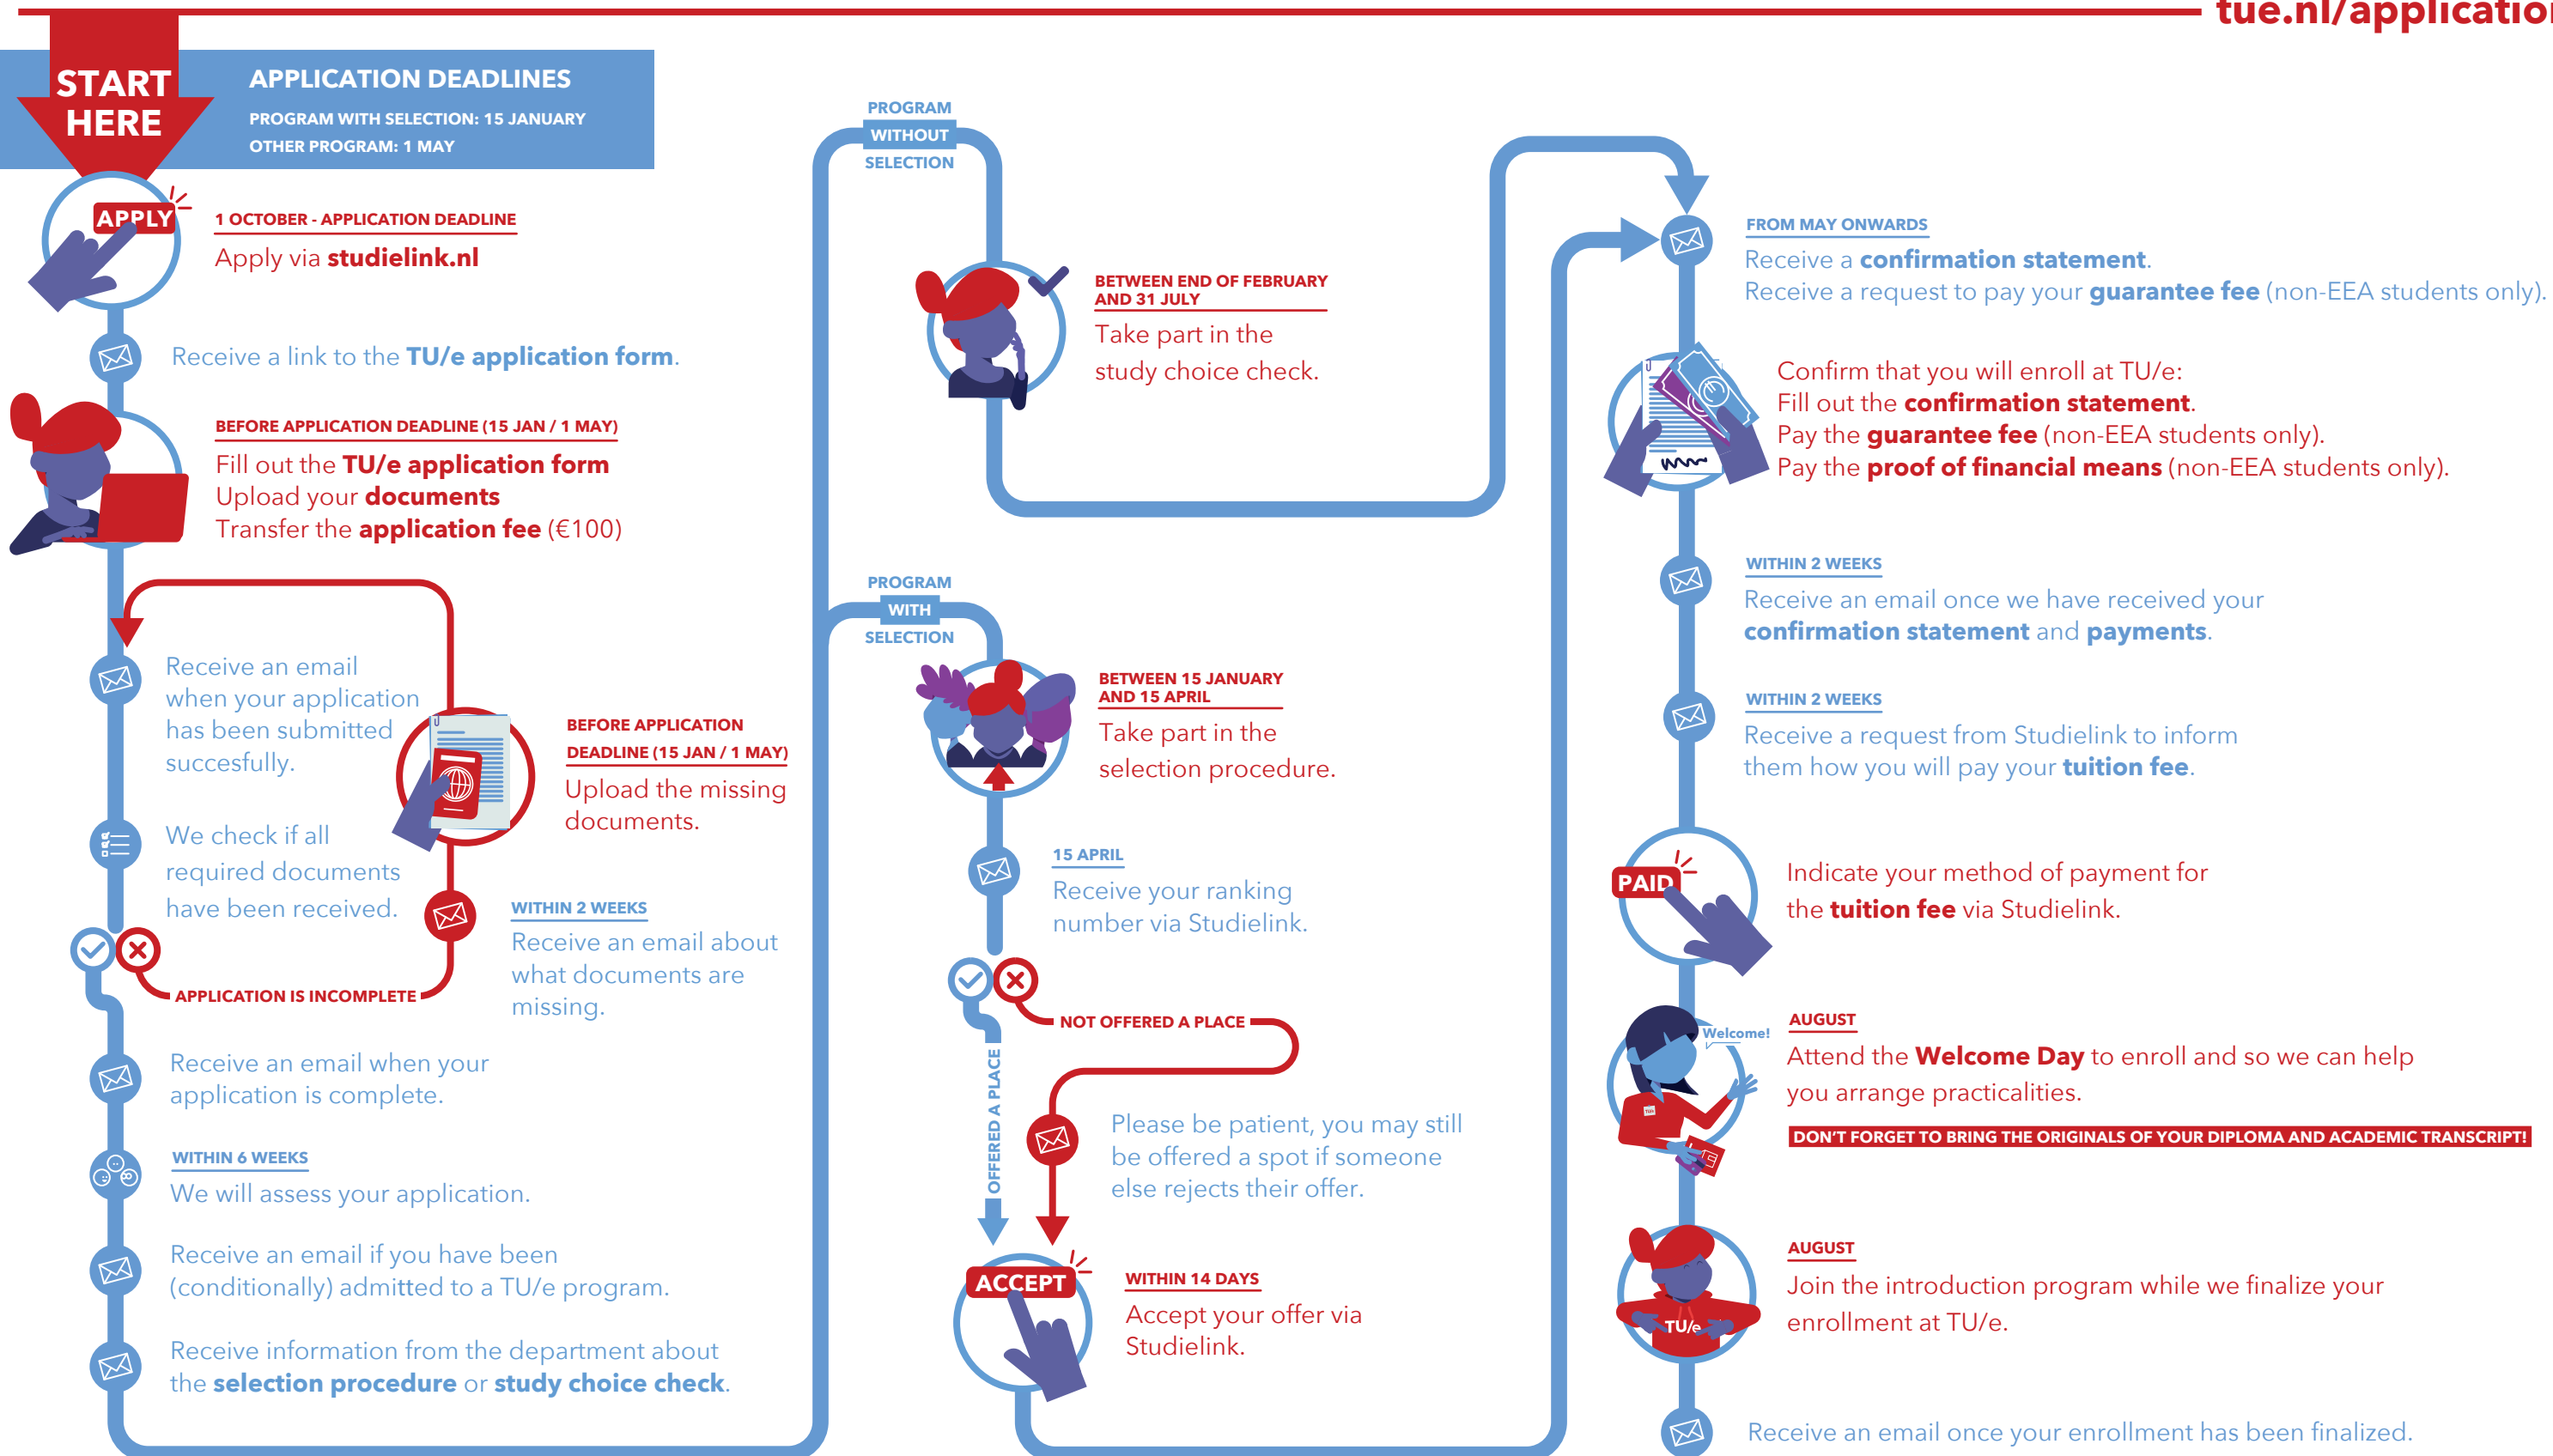 tue.nl/application
START
HERE
APPLICATION DEADLINES
PROGRAM WITH SELECTION: 15 JANUARY
OTHER PROGRAM: 1 MAY
APPLY
1 OCTOBER - APPLICATION DEADLINE
Apply via studielink.nl
Receive a link to the TU/e application form.
BEFORE APPLICATION DEADLINE (15 JAN / 1 MAY)
Fill out the TU/e application form
Upload your documents
Transfer the application fee (€100)
Receive an email
when your application
has been submitted
succesfully.
BEFORE APPLICATION
DEADLINE (15 JAN / 1 MAY)
Upload the missing
documents.
We check if all
required documents
have been received.
WITHIN 2 WEEKS
Receive an email about
what documents are
missing.
APPLICATION IS INCOMPLETE
Receive an email when your
application is complete.
WITHIN 6 WEEKS
We will assess your application.
Receive an email if you have been
(conditionally) admitted to a TU/e program.
Receive information from the department about
the selection procedure or study choice check.
PROGRAM
WITHOUT
SELECTION
BETWEEN END OF FEBRUARY
AND 31 JULY
Take part in the
study choice check.
PROGRAM
WITH
SELECTION
BETWEEN 15 JANUARY
AND 15 APRIL
Take part in the
selection procedure.
15 APRIL
Receive your ranking
number via Studielink.
NOT OFFERED A PLACE
OFFERED A PLACE
Please be patient, you may still
be offered a spot if someone
else rejects their offer.
ACCEPT
WITHIN 14 DAYS
Accept your offer via
Studielink.
FROM MAY ONWARDS
Receive a confirmation statement.
Receive a request to pay your guarantee fee (non-EEA students only).
Confirm that you will enroll at TU/e:
Fill out the confirmation statement.
Pay the guarantee fee (non-EEA students only).
Pay the proof of financial means (non-EEA students only).
WITHIN 2 WEEKS
Receive an email once we have received your
confirmation statement and payments.
WITHIN 2 WEEKS
Receive a request from Studielink to inform
them how you will pay your tuition fee.
PAID
Indicate your method of payment for
the tuition fee via Studielink.
Welcome!
AUGUST
Attend the Welcome Day to enroll and so we can help
you arrange practicalities.
DON'T FORGET TO BRING THE ORIGINALS OF YOUR DIPLOMA AND ACADEMIC TRANSCRIPT!
AUGUST
Join the introduction program while we finalize your
enrollment at TU/e.
TU/e
Receive an email once your enrollment has been finalized.